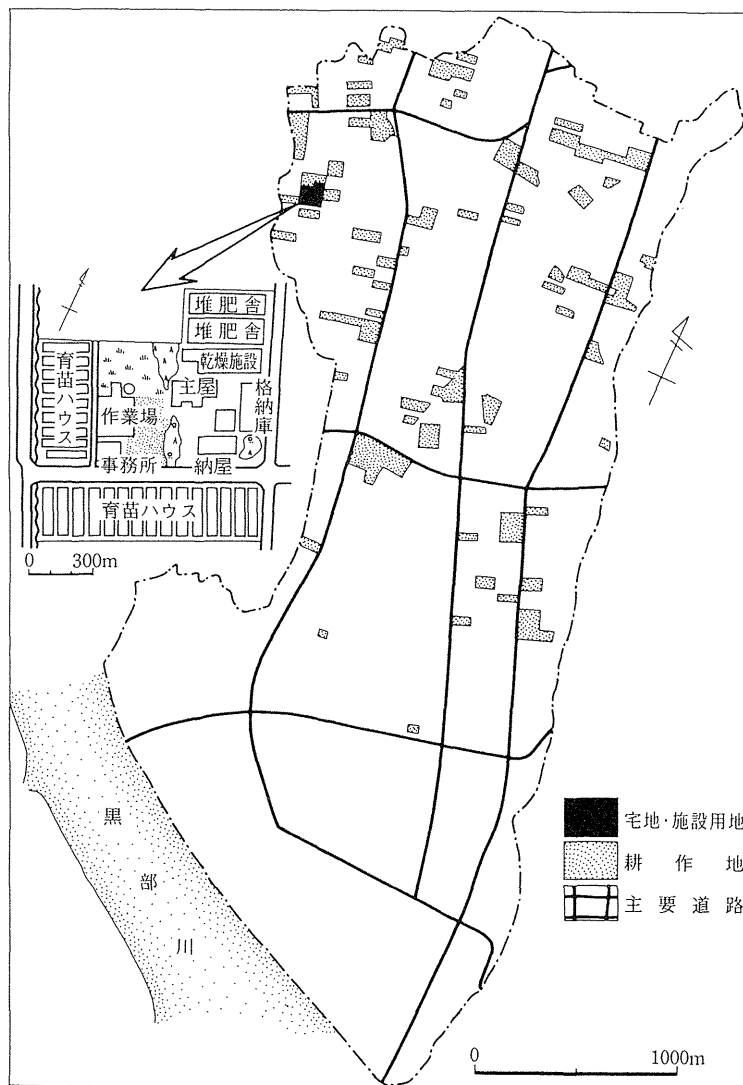 堆肥舎
堆肥舎
乾燥施設
育苗ハウス
主屋
格納庫
作業場
事務所
納屋
育苗ハウス
0 300m
黒部川
宅地・施設用地
耕作地
主要道路
0 1000m